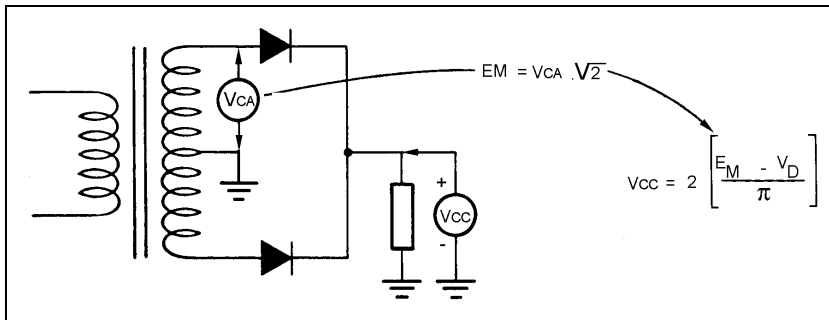 VCA
EM = VCA . √2
VCC = 2 [ EM - VD / π ]
+
VCC
-